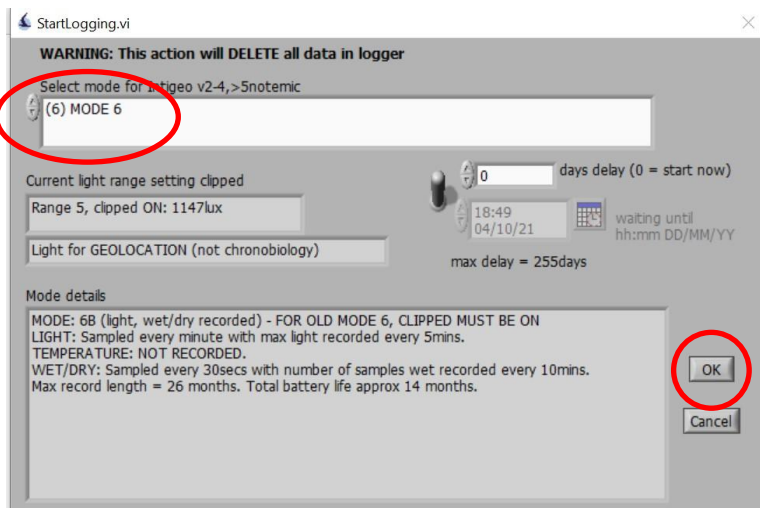 StartLogging.vi
WARNING: This action will DELETE all data in logger
Select mode for Intigeo v2-4,>5notemic
(6) MODE 6
Current light range setting clipped
Range 5, clipped ON: 1147lux
Light for GEOLOCATION (not chronobiology)
0
days delay (0 = start now)
18:49
04/10/21
waiting until
hh:mm DD/MM/YY
max delay = 255days
Mode details
MODE: 6B (light, wet/dry recorded) - FOR OLD MODE 6, CLIPPED MUST BE ON
LIGHT: Sampled every minute with max light recorded every 5mins.
TEMPERATURE: NOT RECORDED.
WET/DRY: Sampled every 30secs with number of samples wet recorded every 10mins.
Max record length = 26 months. Total battery life approx 14 months.
OK
Cancel